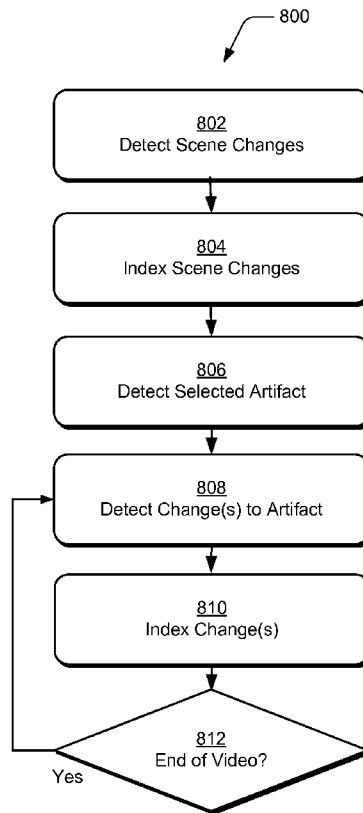 800
802
Detect Scene Changes
804
Index Scene Changes
806
Detect Selected Artifact
808
Detect Change(s) to Artifact
810
Index Change(s)
812
End of Video?
Yes